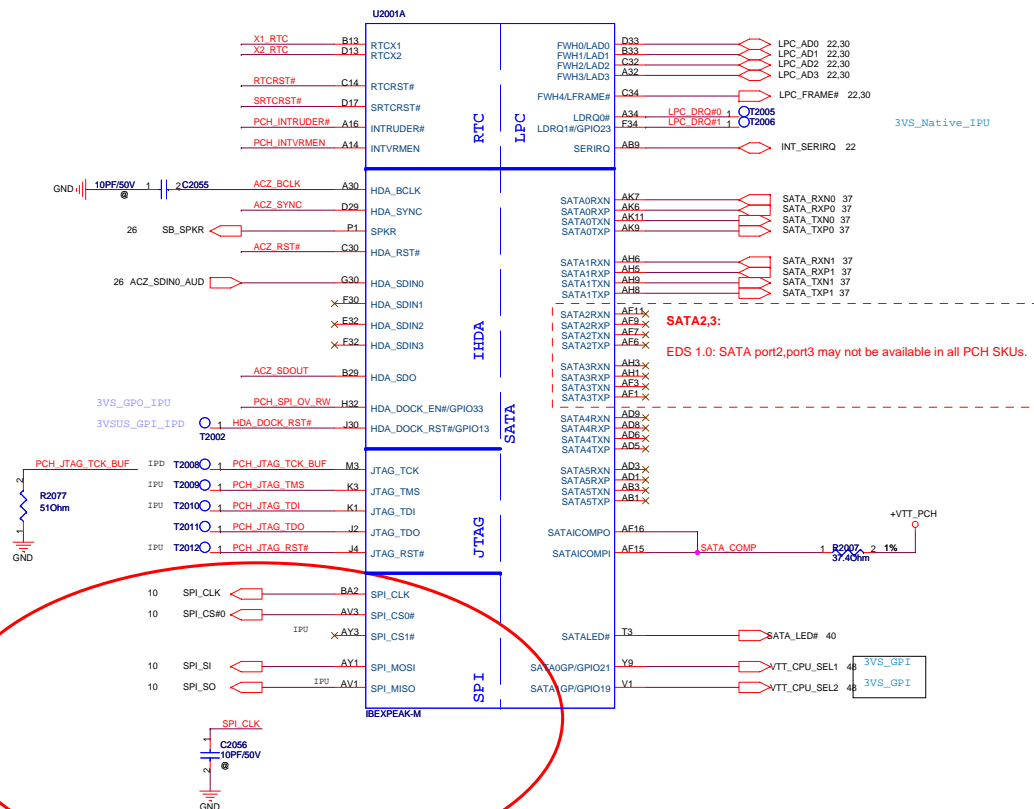 U2001A
X1_RTC B13 RTCX1 FWH0/LAD0 D33 LPC_AD0 22,30
X2_RTC D13 RTCX2 FWH1/LAD1 B33 LPC_AD1 22,30
FWH2/LAD2 C32 LPC_AD2 22,30
FWH3/LAD3 A32 LPC_AD3 22,30
RTCRST# C14 RTCRST#
FWH4/LFRAME# C34 LPC_FRAME# 22,30
SRTCRST# D17 SRTCRST#
LDRQ0# A34 LPC_DRQ#0 1 T2005
PCH_INTRUDER# A16 INTRUDER# LDRQ1#/GPIO23 F34 LPC_DRQ#1 1 T2006 3VS_Native_IPU
RTC LPC
PCH_INTVRMEN A14 INTVRMEN SERIRQ AB9 INT_SERIRQ 22
GND 10PF/50V 1 2 C2055 ACZ_BCLK A30 HDA_BCLK
@
SATA0RXN AK7 SATA_RXN0 37
ACZ_SYNC D29 HDA_SYNC SATA0RXP AK6 SATA_RXP0 37
SATA0TXN AK11 SATA_TXN0 37
26 SB_SPKR P1 SPKR SATA0TXP AK9 SATA_TXP0 37
ACZ_RST# C30 HDA_RST#
SATA1RXN AH6 SATA_RXN1 37
SATA1RXP AH5 SATA_RXP1 37
26 ACZ_SDIN0_AUD G30 HDA_SDIN0 SATA1TXN AH9 SATA_TXN1 37
SATA1TXP AH8 SATA_TXP1 37
F30 HDA_SDIN1
SATA2RXN AF11
E32 HDA_SDIN2 SATA2RXP AF9 SATA2,3:
SATA2TXN AF7
F32 HDA_SDIN3 SATA2TXP AF6
IHDA
EDS 1.0: SATA port2,port3 may not be available in all PCH SKUs.
SATA3RXN AH3
ACZ_SDOUT B29 HDA_SDO SATA3RXP AH1
SATA3TXN AF3
SATA3TXP AF1
3VS_GPO_IPU PCH_SPI_OV_RW H32 HDA_DOCK_EN#/GPIO33
SATA
SATA4RXN AD9
3VSUS_GPI_IPD 1 HDA_DOCK_RST# J30 HDA_DOCK_RST#/GPIO13 SATA4RXP AD8
T2002
SATA4TXN AD6
SATA4TXP AD5
PCH_JTAG_TCK_BUF IPD T2008 1 PCH_JTAG_TCK_BUF M3 JTAG_TCK SATA5RXN AD3
SATA5RXP AD1
2 IPU T2009 1 PCH_JTAG_TMS K3 JTAG_TMS SATA5TXN AB3
R2077
51Ohm
SATA5TXP AB1
IPU T2010 1 PCH_JTAG_TDI K1 JTAG_TDI
+VTT_PCH
1 T2011 1 PCH_JTAG_TDO J2 JTAG_TDO SATAICOMPO AF16
JTAG
GND
IPU T2012 1 PCH_JTAG_RST# J4 JTAG_RST# SATAICOMPI AF15 SATA_COMP 1 R2007 2 1%
37.4Ohm
10 SPI_CLK BA2 SPI_CLK
10 SPI_CS#0 AV3 SPI_CS0#
IPU AY3 SPI_CS1# SATALED# T3 SATA_LED# 40
10 SPI_SI AY1 SPI_MOSI SATA0GP/GPIO21 Y9 VTT_CPU_SEL1 48 3VS_GPI
SPI
10 SPI_SO IPU AV1 SPI_MISO SATA1GP/GPIO19 V1 VTT_CPU_SEL2 48 3VS_GPI
IBEXPEAK-M
SPI_CLK
1
C2056
10PF/50V
@
2
GND